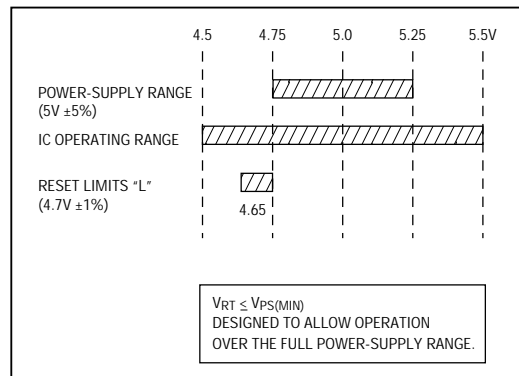 4.5 4.75 5.0 5.25 5.5V
POWER-SUPPLY RANGE
(5V ±5%)
IC OPERATING RANGE
RESET LIMITS “L”
(4.7V ±1%)
4.65
VRT ≤ VPS(MIN)
DESIGNED TO ALLOW OPERATION
OVER THE FULL POWER-SUPPLY RANGE.